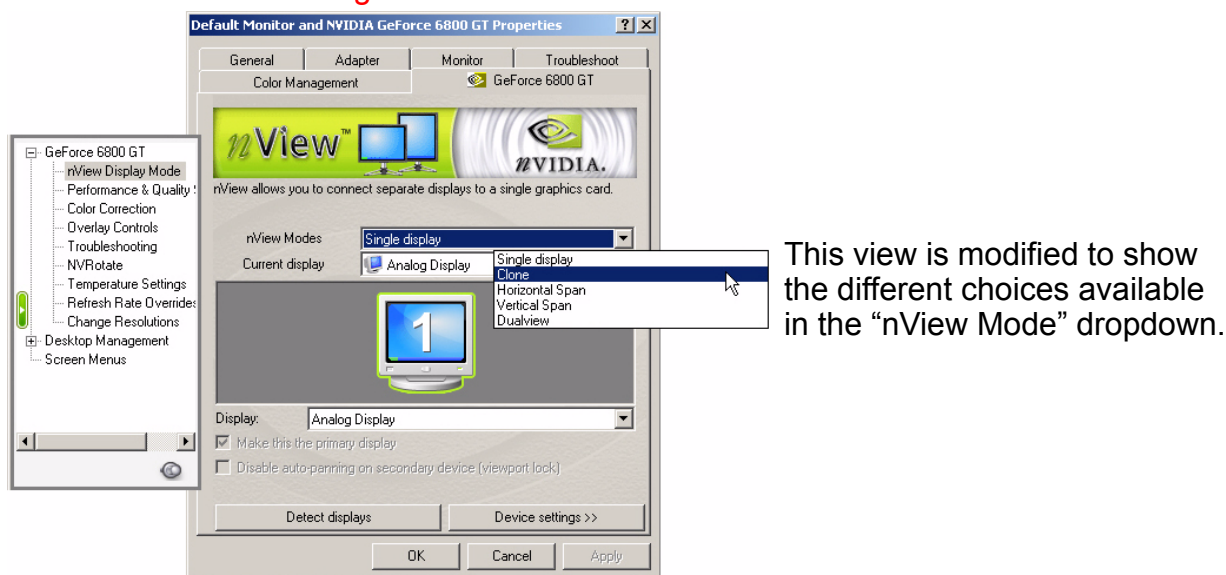 Default Monitor and NVIDIA GeForce 6800 GT Properties
General Adapter Monitor Troubleshoot
Color Management GeForce 6800 GT
nView™
NVIDIA.
nView allows you to connect separate displays to a single graphics card.
GeForce 6800 GT
nView Display Mode
Performance & Quality
Color Correction
Overlay Controls
Troubleshooting
NVRotate
Temperature Settings
Refresh Rate Overrides
Change Resolutions
Desktop Management
Screen Menus
nView Modes Single display
Current display Analog Display
Single display
Clone
Horizontal Span
Vertical Span
Dualview
1
Display: Analog Display
Make this the primary display
Disable auto-panning on secondary device (viewport lock)
Detect displays Device settings >>
OK Cancel Apply
This view is modified to show
the different choices available
in the “nView Mode” dropdown.